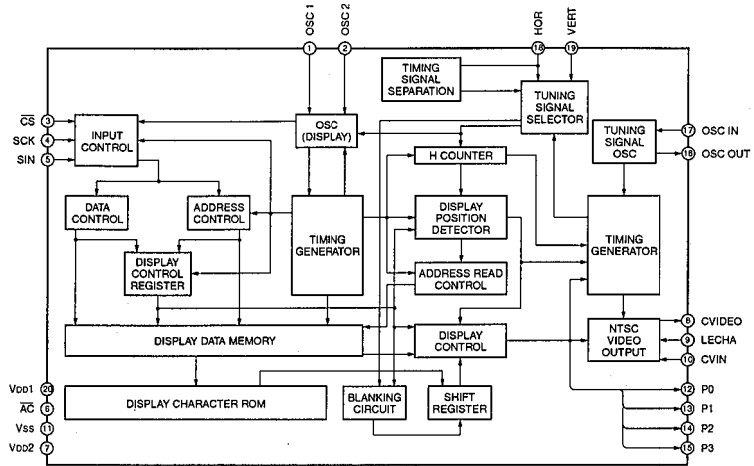 OSC 1
OSC 2
HOR
VERT
1
2
18
19
TIMING
SIGNAL
SEPARATION
TUNING
SIGNAL
SELECTOR
CS
3
SCK
4
SIN
5
INPUT
CONTROL
OSC
(DISPLAY)
TUNING
SIGNAL
OSC
17
OSC IN
16
OSC OUT
H COUNTER
DATA
CONTROL
ADDRESS
CONTROL
TIMING
GENERATOR
DISPLAY
POSITION
DETECTOR
TIMING
GENERATOR
DISPLAY
CONTROL
REGISTER
ADDRESS READ
CONTROL
DISPLAY DATA MEMORY
DISPLAY
CONTROL
NTSC
VIDEO
OUTPUT
8
CVIDEO
9
LECHA
10
CVIN
VDD1
20
AC
6
VSS
11
VDD2
7
DISPLAY CHARACTER ROM
BLANKING
CIRCUIT
SHIFT
REGISTER
12
P0
13
P1
14
P2
15
P3